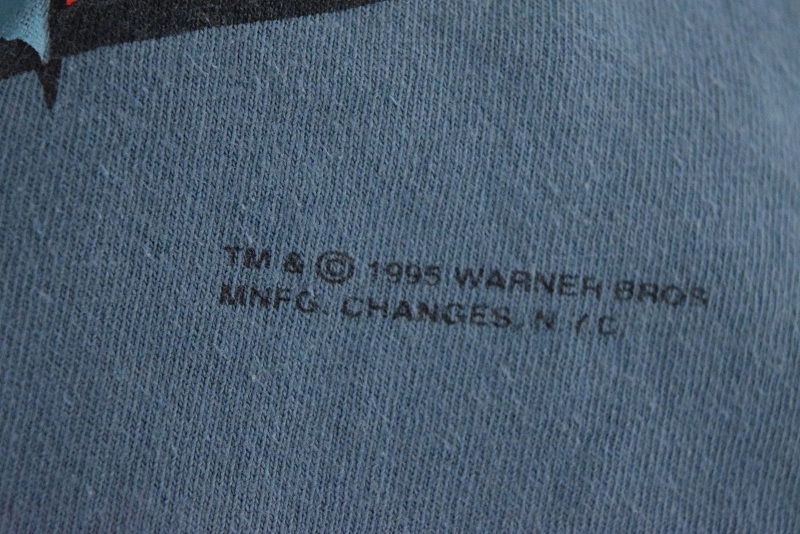 TM & © 1995 WARNER BROS
MNFG. CHANGES, N.Y.C.